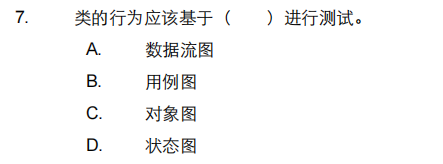 7. 类的行为应该基于（ ）进行测试。
A. 数据流图
B. 用例图
C. 对象图
D. 状态图